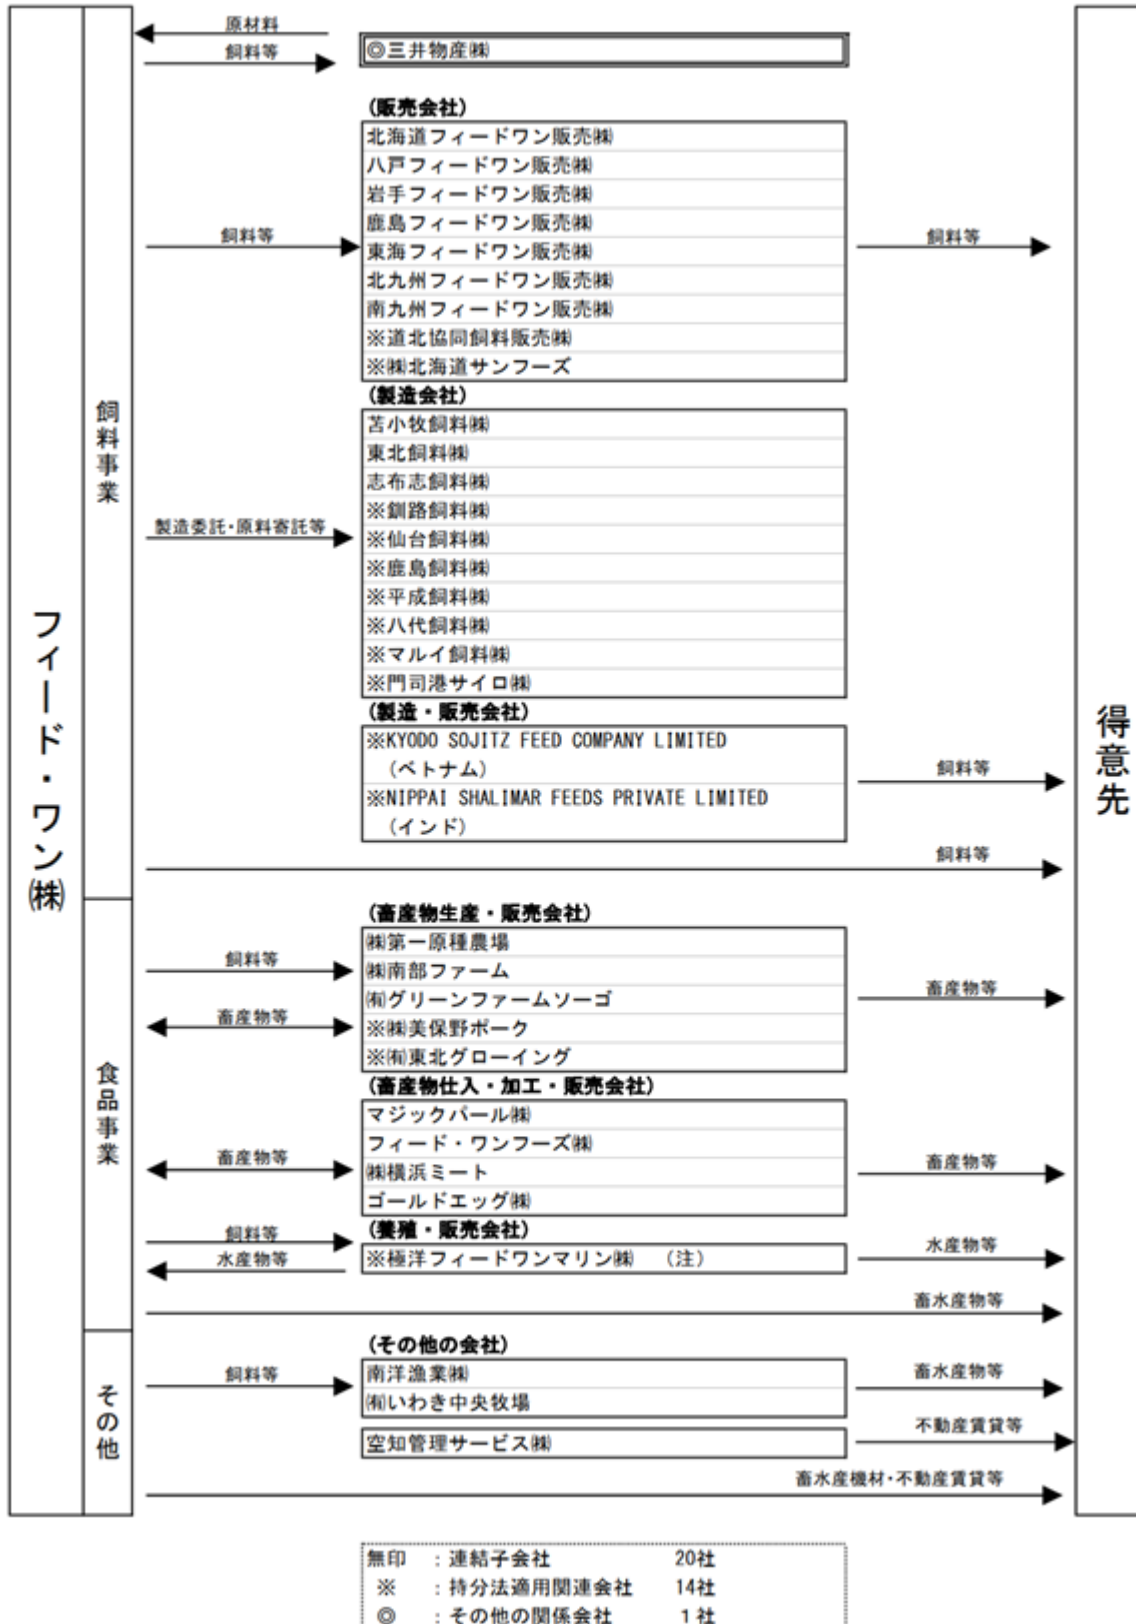 原材料
飼料等
◎三井物産㈱
(販売会社)
北海道フィードワン販売㈱
八戸フィードワン販売㈱
岩手フィードワン販売㈱
鹿島フィードワン販売㈱
東海フィードワン販売㈱
北九州フィードワン販売㈱
南九州フィードワン販売㈱
※道北協同飼料販売㈱
※㈱北海道サンフーズ
飼料等
飼料等
(製造会社)
苫小牧飼料㈱
東北飼料㈱
志布志飼料㈱
※釧路飼料㈱
※仙台飼料㈱
※鹿島飼料㈱
※平成飼料㈱
※八代飼料㈱
※マルイ飼料㈱
※門司港サイロ㈱
製造委託・原料寄託等
飼料事業
フィード・ワン㈱
得意先
(製造・販売会社)
※KYODO SOJITZ FEED COMPANY LIMITED
(ベトナム)
※NIPPAI SHALIMAR FEEDS PRIVATE LIMITED
(インド)
飼料等
飼料等
(畜産物生産・販売会社)
㈱第一原種農場
㈱南部ファーム
㈲グリーンファームソーゴ
※㈱美保野ポーク
※㈲東北グローイング
飼料等
畜産物等
畜産物等
食品事業
(畜産物仕入・加工・販売会社)
マジックパール㈱
フィード・ワンフーズ㈱
㈱横浜ミート
ゴールドエッグ㈱
畜産物等
畜産物等
(養殖・販売会社)
飼料等
水産物等
※極洋フィードワンマリン㈱ (注)
水産物等
畜水産物等
(その他の会社)
南洋漁業㈱
㈲いわき中央牧場
飼料等
畜水産物等
その他
空知管理サービス㈱
不動産賃貸等
畜水産機材・不動産賃貸等
無印 :連結子会社 20社
※ :持分法適用関連会社 14社
◎ :その他の関係会社 1社